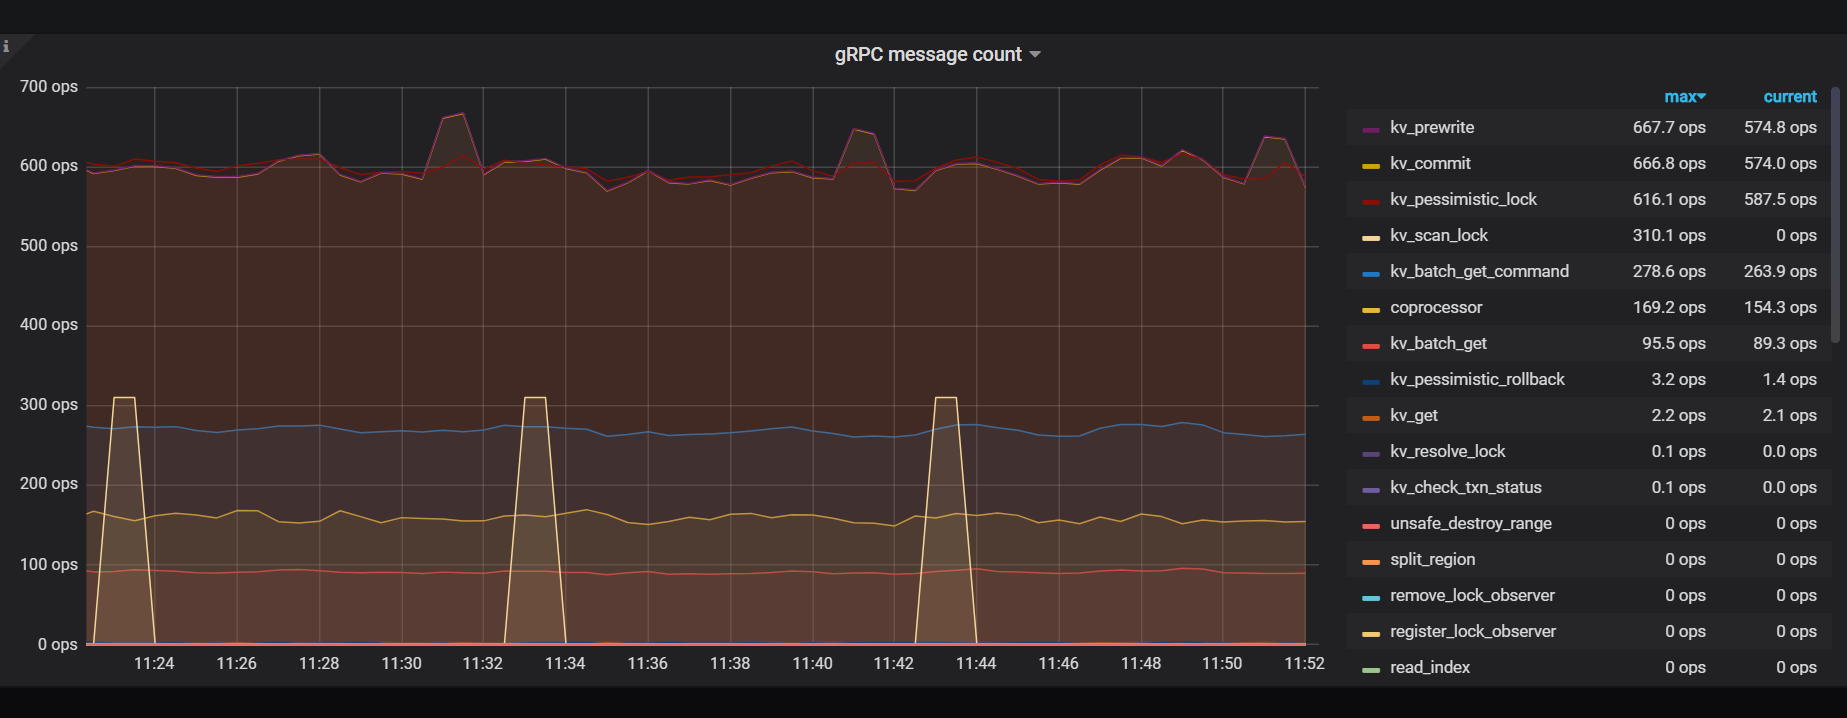 i
gRPC message count
700 ops
600 ops
500 ops
400 ops
300 ops
200 ops
100 ops
0 ops
11:24 11:26 11:28 11:30 11:32 11:34 11:36 11:38 11:40 11:42 11:44 11:46 11:48 11:50 11:52
max current
kv_prewrite 667.7 ops 574.8 ops
kv_commit 666.8 ops 574.0 ops
kv_pessimistic_lock 616.1 ops 587.5 ops
kv_scan_lock 310.1 ops 0 ops
kv_batch_get_command 278.6 ops 263.9 ops
coprocessor 169.2 ops 154.3 ops
kv_batch_get 95.5 ops 89.3 ops
kv_pessimistic_rollback 3.2 ops 1.4 ops
kv_get 2.2 ops 2.1 ops
kv_resolve_lock 0.1 ops 0.0 ops
kv_check_txn_status 0.1 ops 0.0 ops
unsafe_destroy_range 0 ops 0 ops
split_region 0 ops 0 ops
remove_lock_observer 0 ops 0 ops
register_lock_observer 0 ops 0 ops
read_index 0 ops 0 ops